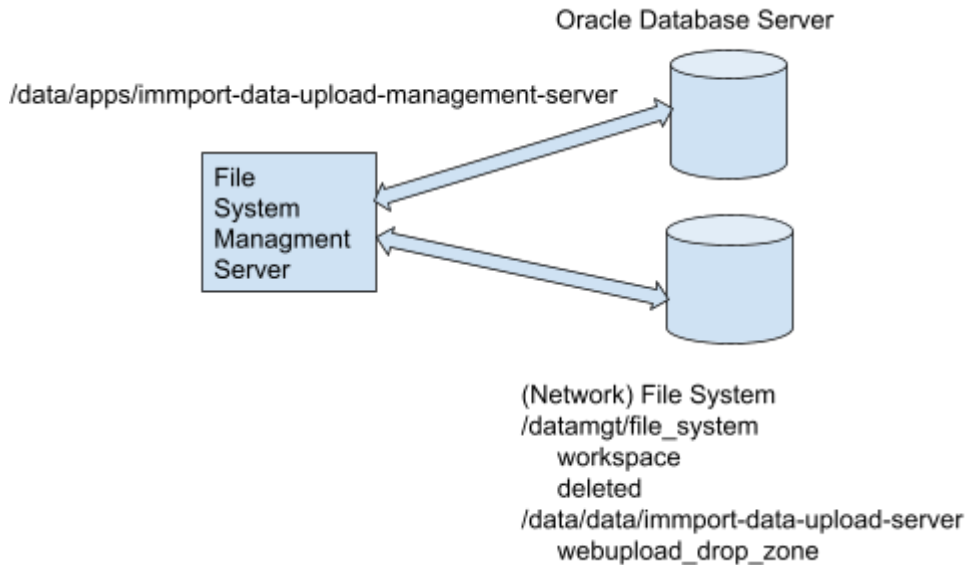 Oracle Database Server
/data/apps/immport-data-upload-management-server
File
System
Managment
Server
(Network) File System
/datamgt/file_system
workspace
deleted
/data/data/immport-data-upload-server
webupload_drop_zone